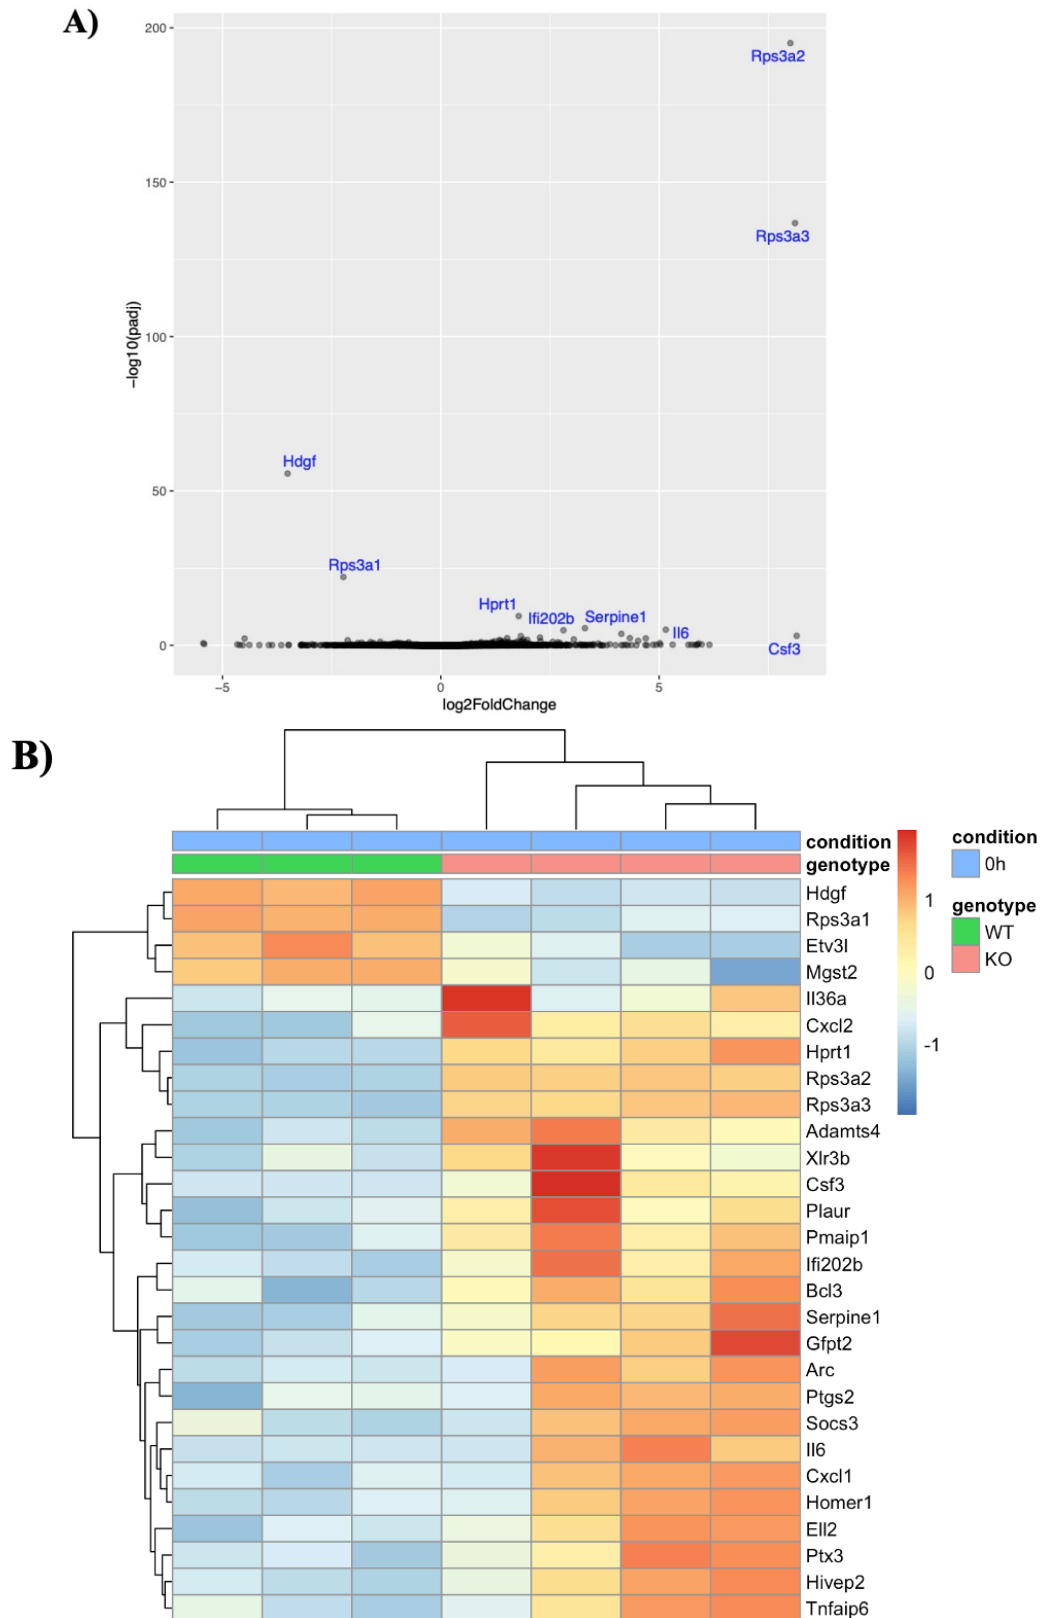 A)
200
Rps3a2
150
Rps3a3
−log10(padj)
100
Hdgf
50
Rps3a1
Hprt1
Ifi202b
Serpine1
Il6
0
Csf3
−5
0
5
log2FoldChange
B)
condition
genotype
Hdgf
Rps3a1
Etv3l
Mgst2
Il36a
Cxcl2
Hprt1
Rps3a2
Rps3a3
Adamts4
Xlr3b
Csf3
Plaur
Pmaip1
Ifi202b
Bcl3
Serpine1
Gfpt2
Arc
Ptgs2
Socs3
Il6
Cxcl1
Homer1
Ell2
Ptx3
Hivep2
Tnfaip6
1
0
-1
condition
0h
genotype
WT
KO